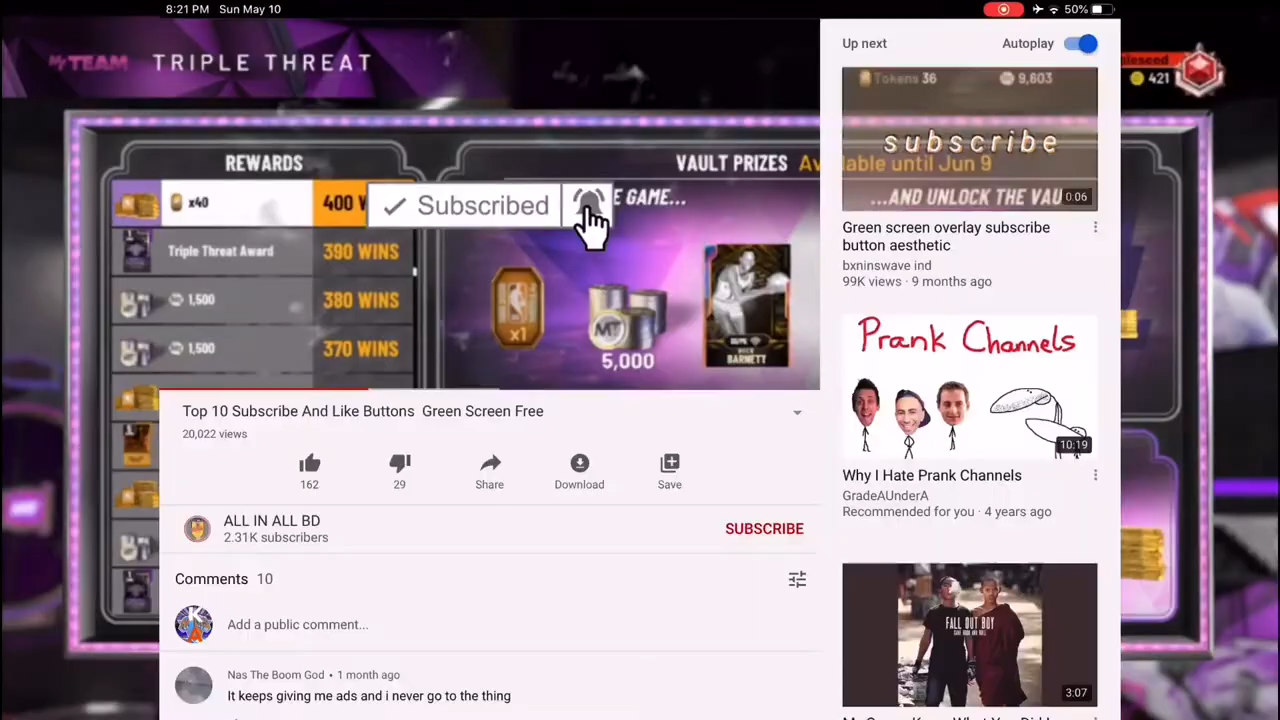 8:21 PM Sun May 10
50%
MYTEAM TRIPLE THREAT
421
REWARDS
x40
400 W
Triple Threat Award
390 WINS
1,500
380 WINS
1,500
370 WINS
VAULT PRIZES
Available until Jun 9
E GAME...
Subscribed
x1
MT
5,000
DICK
BARNETT
Top 10 Subscribe And Like Buttons Green Screen Free
20,022 views
162
29
Share
Download
Save
ALL IN ALL BD
2.31K subscribers
SUBSCRIBE
Comments 10
Add a public comment...
Nas The Boom God • 1 month ago
It keeps giving me ads and i never go to the thing
Up next
Autoplay
Tokens 36
9,603
subscribe
...AND UNLOCK THE VAU
0:06
Green screen overlay subscribe
button aesthetic
bxninswave ind
99K views · 9 months ago
Prank Channels
10:19
Why I Hate Prank Channels
GradeAUnderA
Recommended for you · 4 years ago
FALL OUT BOY
3:07